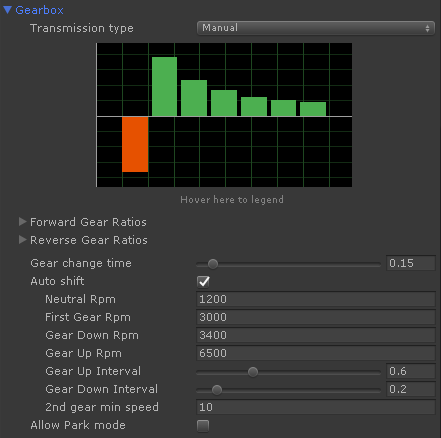 Gearbox
Transmission type Manual
Hover here to legend
Forward Gear Ratios
Reverse Gear Ratios
Gear change time 0.15
Auto shift
Neutral Rpm 1200
First Gear Rpm 3000
Gear Down Rpm 3400
Gear Up Rpm 6500
Gear Up Interval 0.6
Gear Down Interval 0.2
2nd gear min speed 10
Allow Park mode